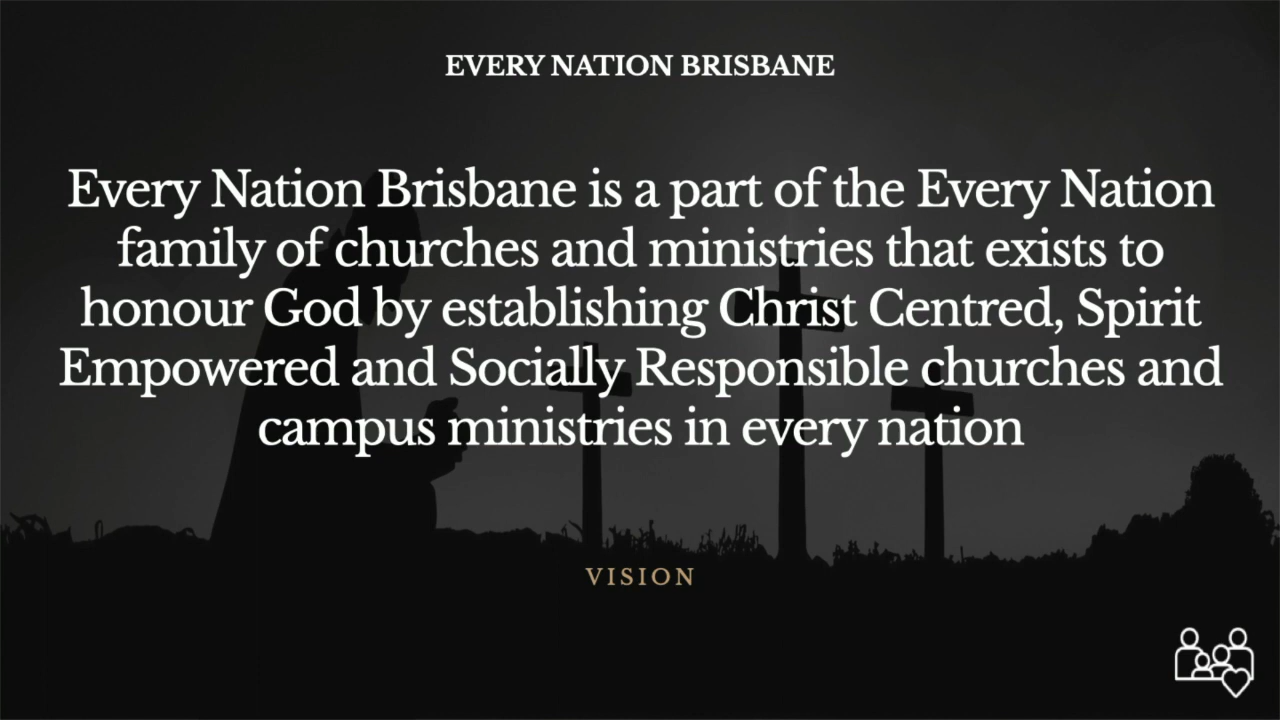 EVERY NATION BRISBANE
Every Nation Brisbane is a part of the Every Nation
family of churches and ministries that exists to
honour God by establishing Christ Centred, Spirit
Empowered and Socially Responsible churches and
campus ministries in every nation
VISION